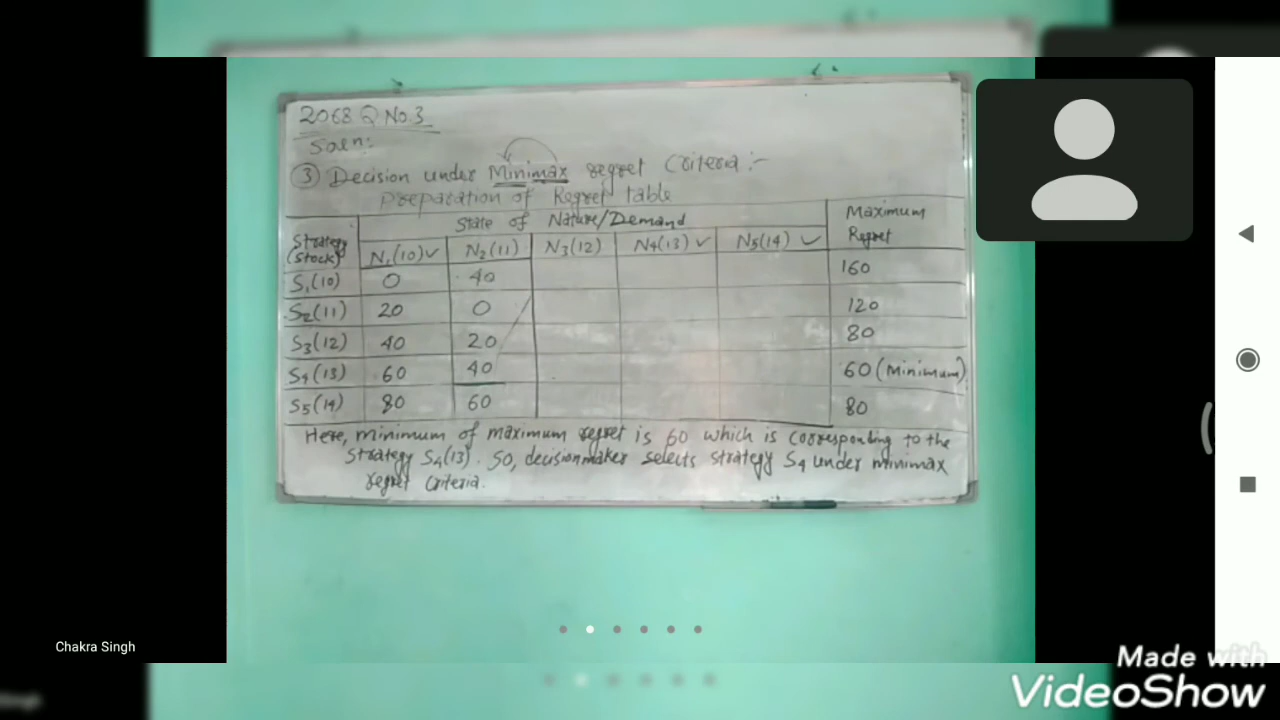 2068 Q No.3
Soln:
③ Decision under Minimax regret Criteria :-
Preparation of Regret table
Strategy (Stock) State of Nature/Demand Maximum Regret
N₁(10) ✓ N₂(11) N₃(12) N₄(13) ✓ N₅(14) ✓
S₁(10) 0 40 160
S₂(11) 20 0 120
S₃(12) 40 20 80
S₄(13) 60 40 60 (Minimum)
S₅(14) 80 60 80
Here, minimum of maximum regret is 60 which is corresponding to the
Strategy S₄(13). So, decisionmaker selects strategy S₄ under minimax
regret criteria.
Chakra Singh
Made with
VideoShow